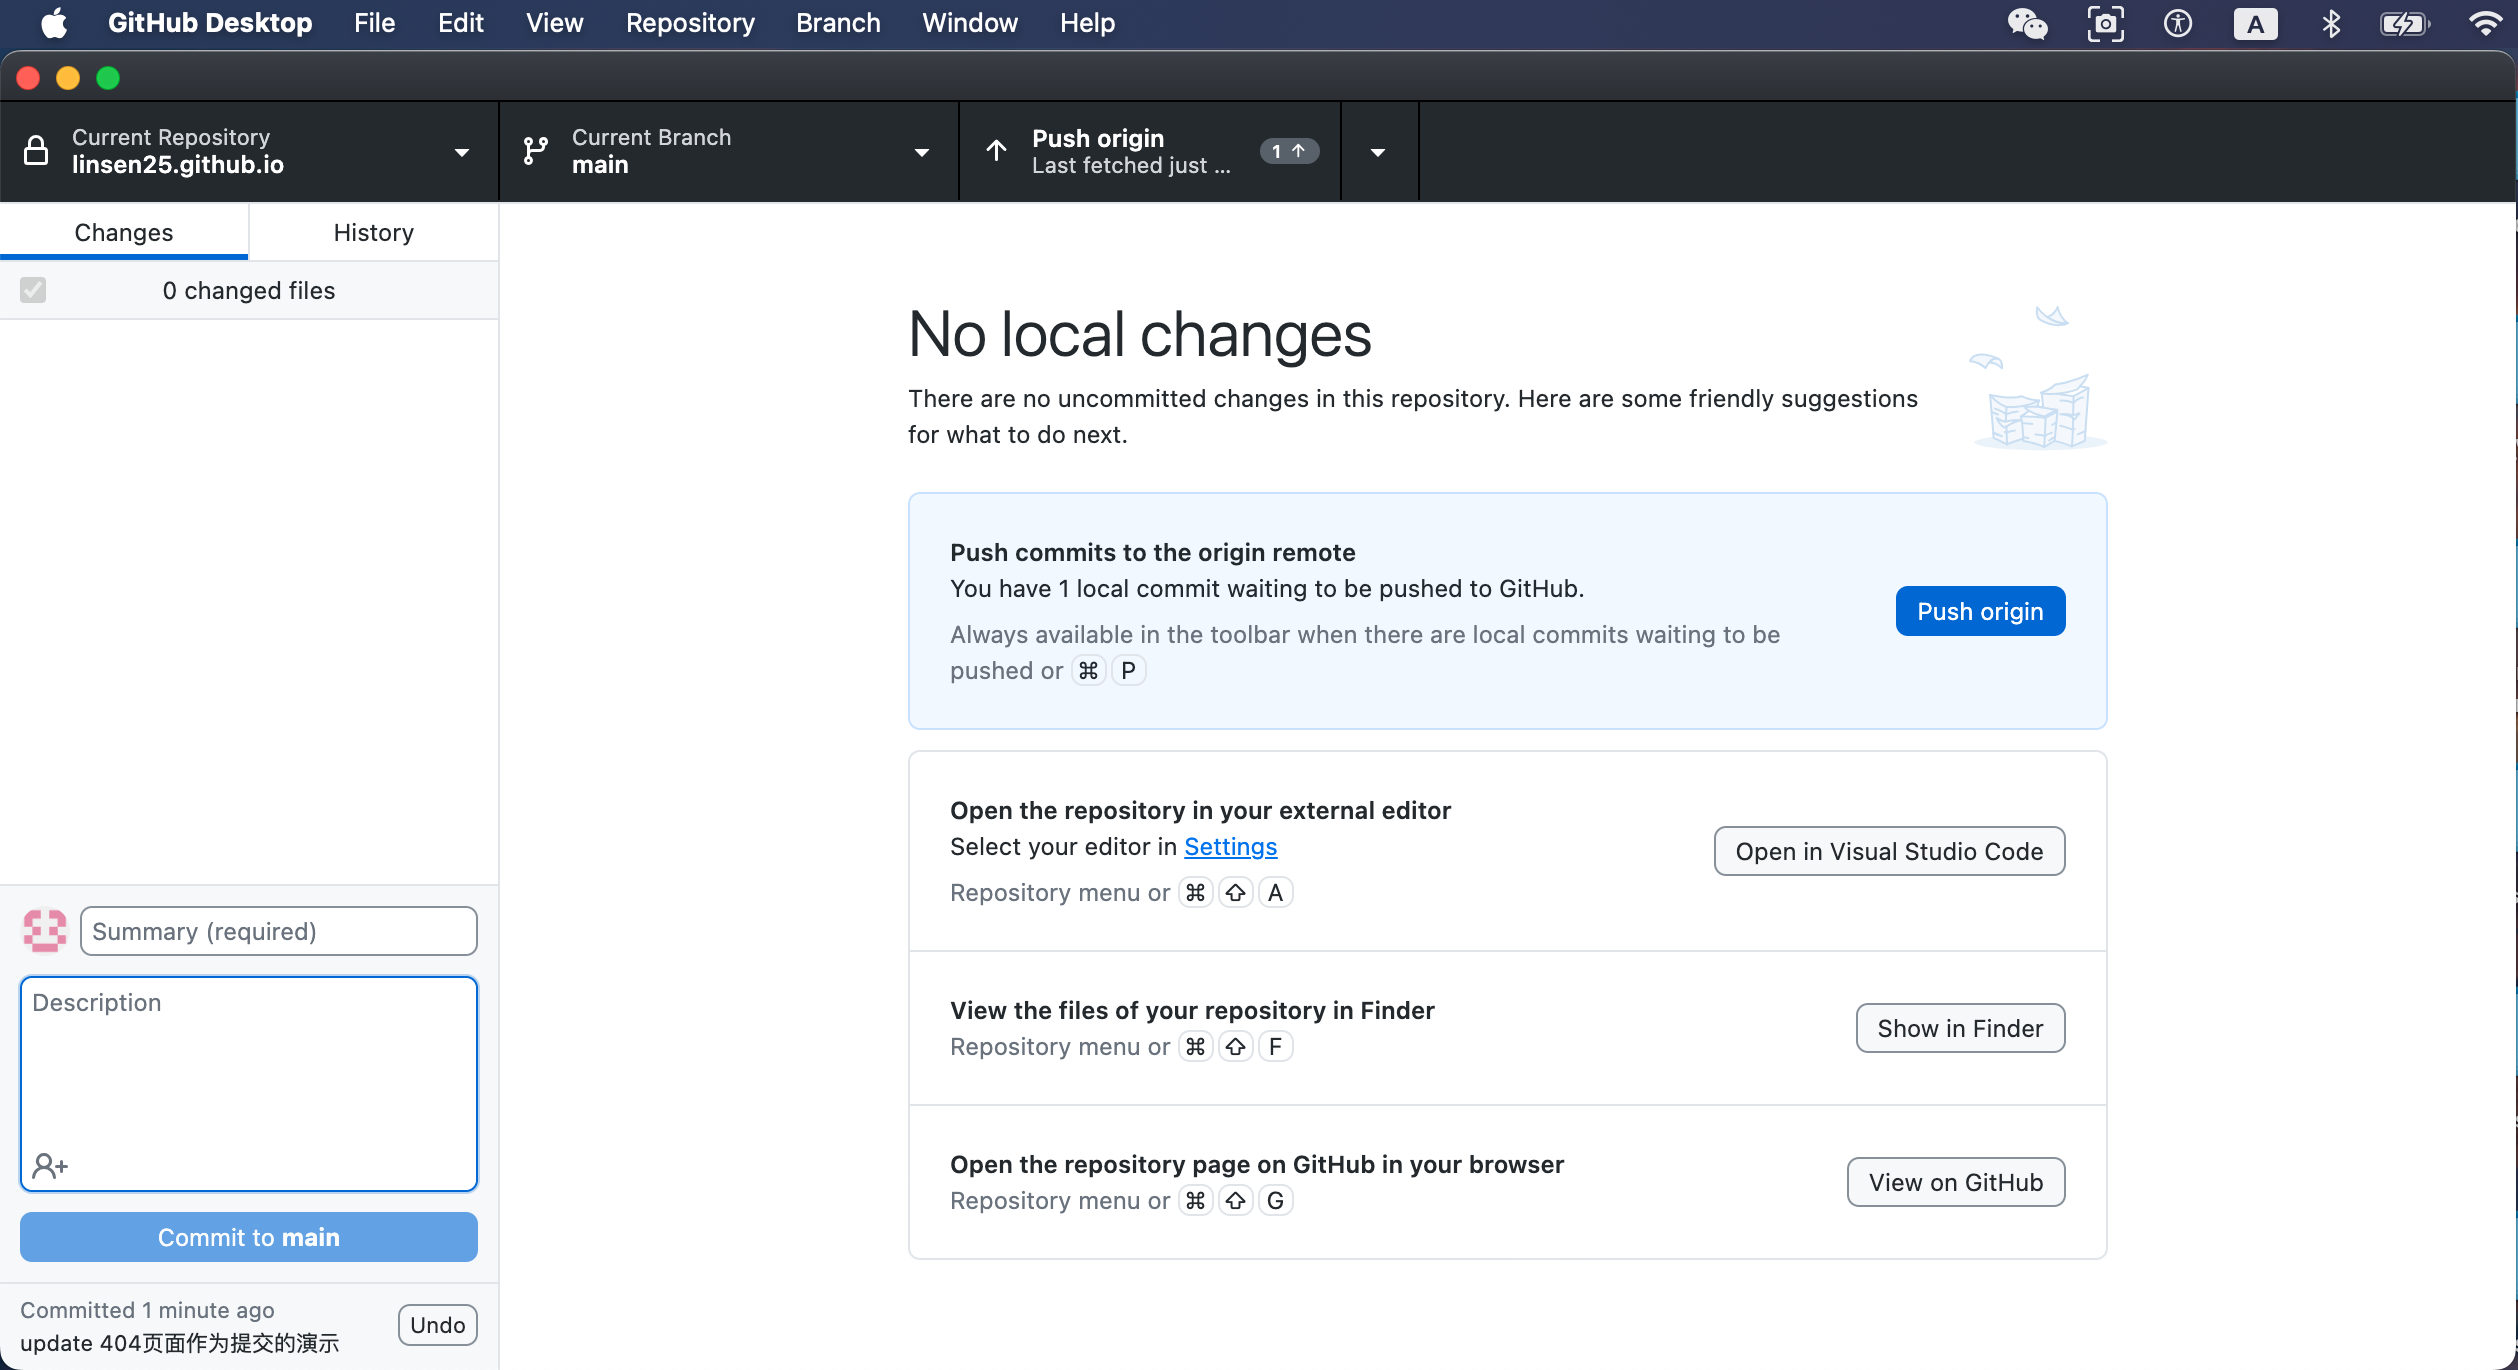 GitHub Desktop File Edit View Repository Branch Window Help A
Current Repository
linsen25.github.io
Current Branch
main
Push origin
Last fetched just ...
1
Changes
History
0 changed files
No local changes
There are no uncommitted changes in this repository. Here are some friendly suggestions
for what to do next.
Push commits to the origin remote
You have 1 local commit waiting to be pushed to GitHub.
Always available in the toolbar when there are local commits waiting to be
pushed or ⌘ P
Push origin
Open the repository in your external editor
Select your editor in Settings
Repository menu or ⌘ ⇧ A
Open in Visual Studio Code
View the files of your repository in Finder
Repository menu or ⌘ ⇧ F
Show in Finder
Open the repository page on GitHub in your browser
Repository menu or ⌘ ⇧ G
View on GitHub
Summary (required)
Description
Commit to main
Committed 1 minute ago
update 404页面作为提交的演示
Undo